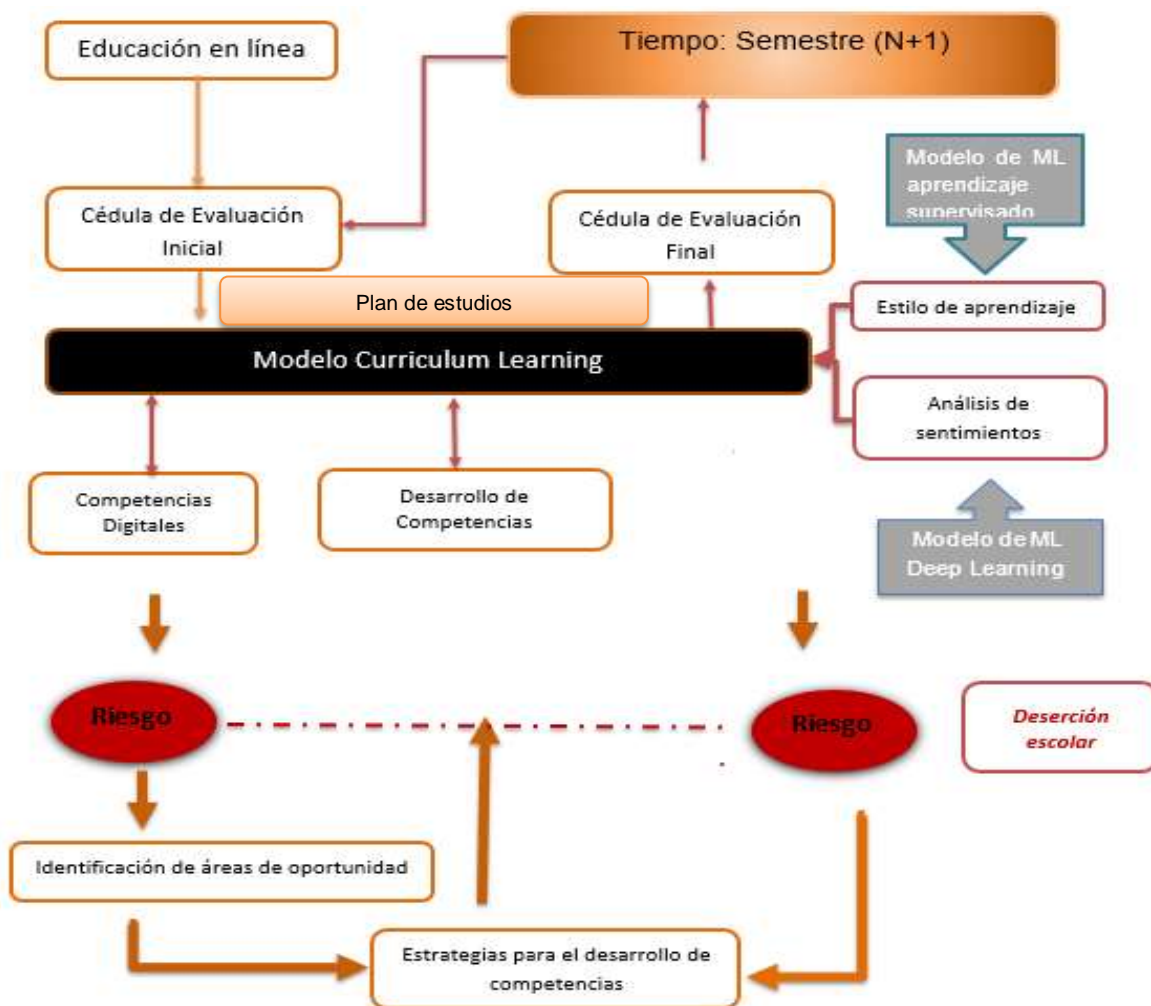 Educación en línea
Tiempo: Semestre (N+1)
Modelo de ML
aprendizaje
supervisado
Cédula de Evaluación
Inicial
Cédula de Evaluación
Final
Plan de estudios
Estilo de aprendizaje
Modelo Curriculum Learning
Análisis de
sentimientos
Competencias
Digitales
Desarrollo de
Competencias
Modelo de ML
Deep Learning
Riesgo
Riesgo
Deserción
escolar
Identificación de áreas de oportunidad
Estrategias para el desarrollo de
competencias